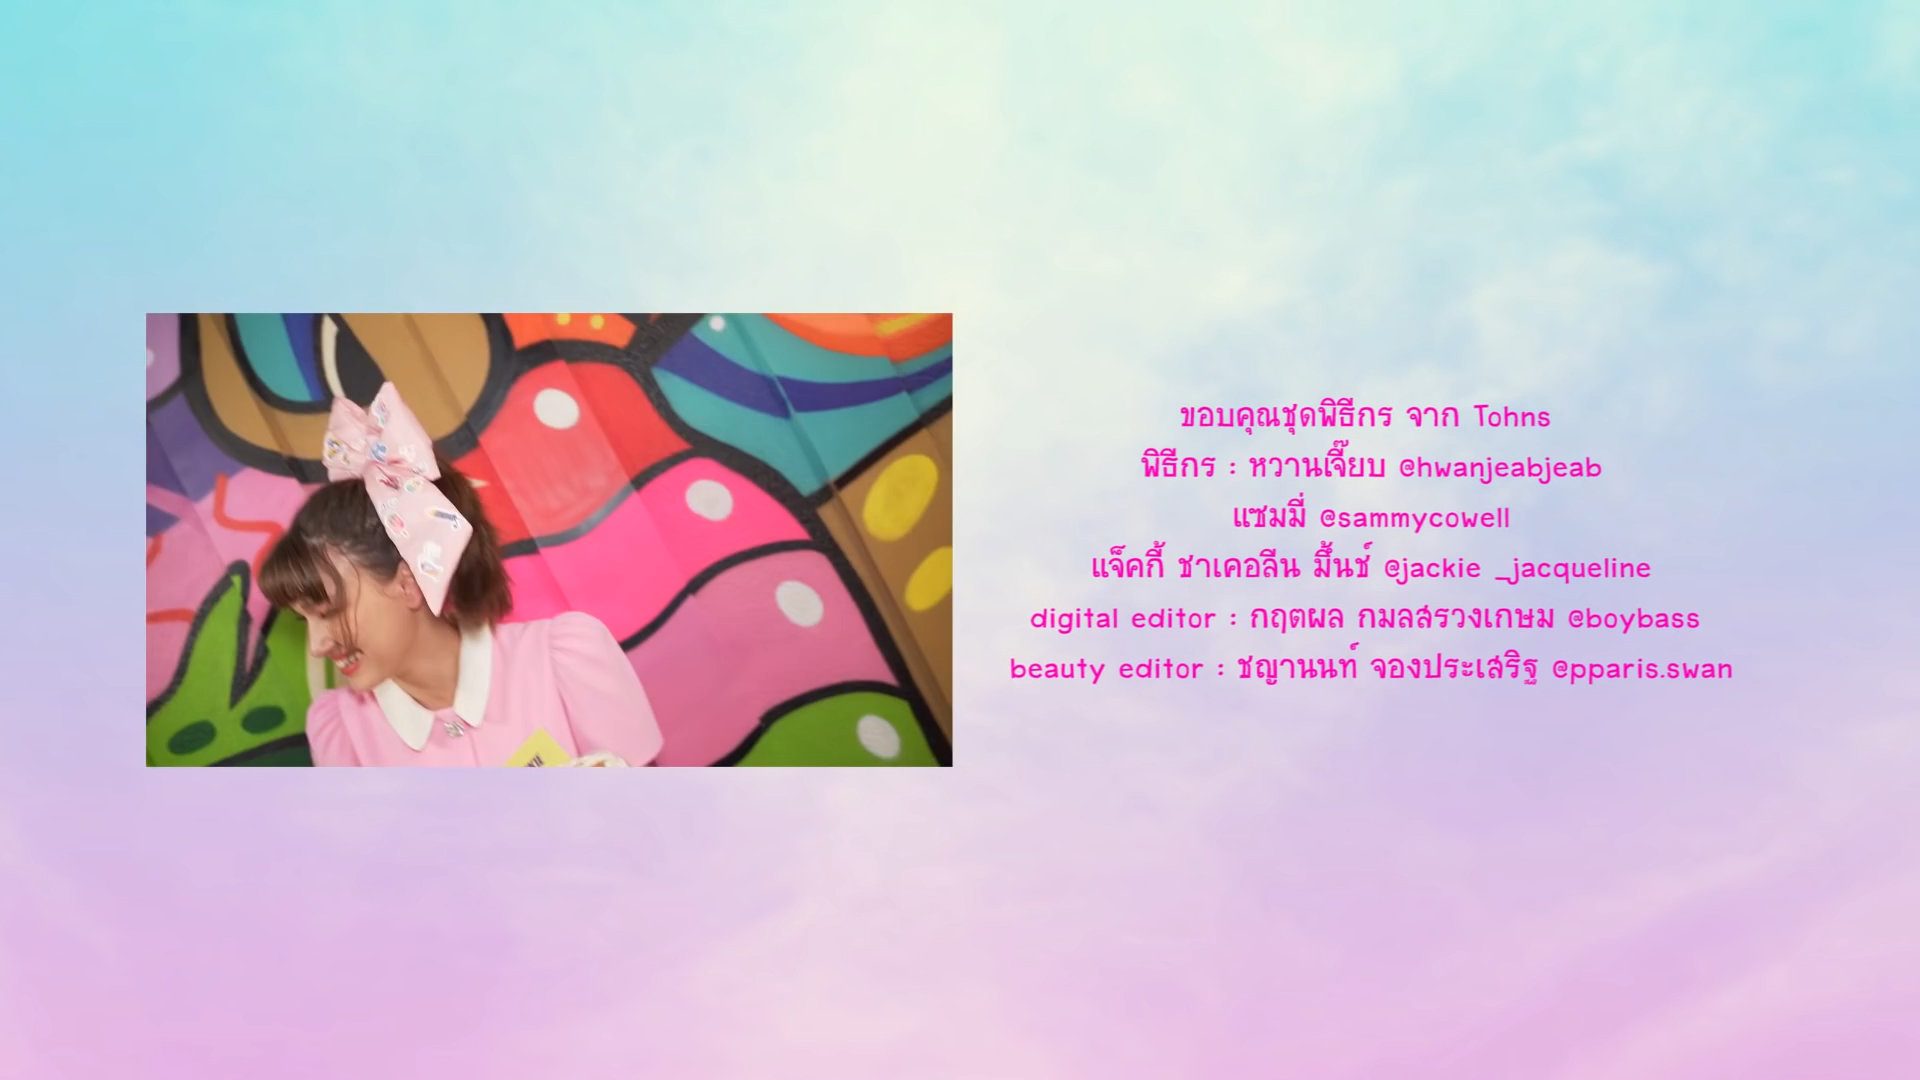 ขอบคุณชุดพิธีกร จาก Tohns
พิธีกร : หวานเจี๊ยบ @hwanjeabjeab
แซมมี่ @sammycowell
แจ็คกี้ ชาเคอลีน มึ้นช์ @jackie _jacqueline
digital editor : กฤตผล กมลสรวงเกษม @boybass
beauty editor : ชญานนท์ จองประเสริฐ @pparis.swan